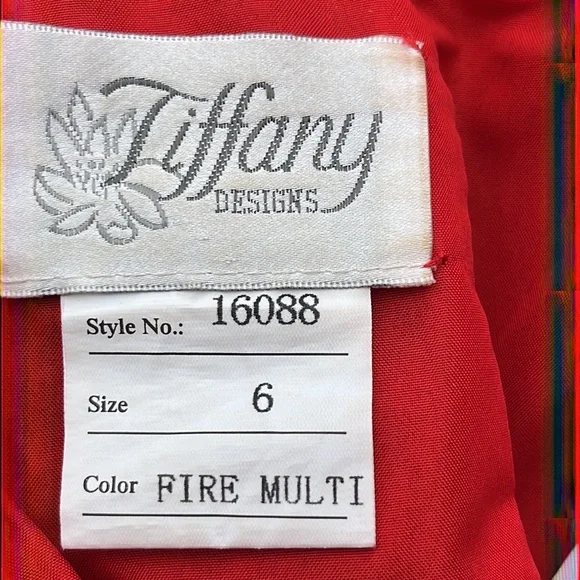 Tiffany
DESIGNS
Style No.: 16088
Size 6
Color FIRE MULTI